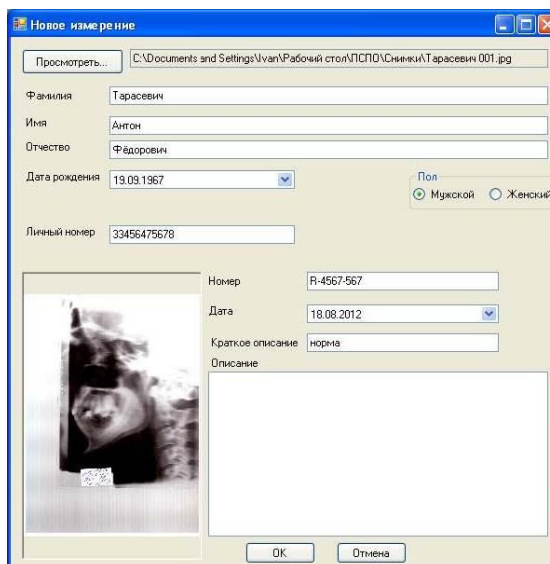 Новое измерение
Просмотреть... C:\Documents and Settings\Ivan\Рабочий стол\ПСПО\Снимки\Тарасевич 001.jpg
Фамилия Тарасевич
Имя Антон
Отчество Фёдорович
Дата рождения 19.09.1967
Пол
Мужской Женский
Личный номер 33456475678
Номер R-4567-567
Дата 18.08.2012
Краткое описание норма
Описание
OK Отмена